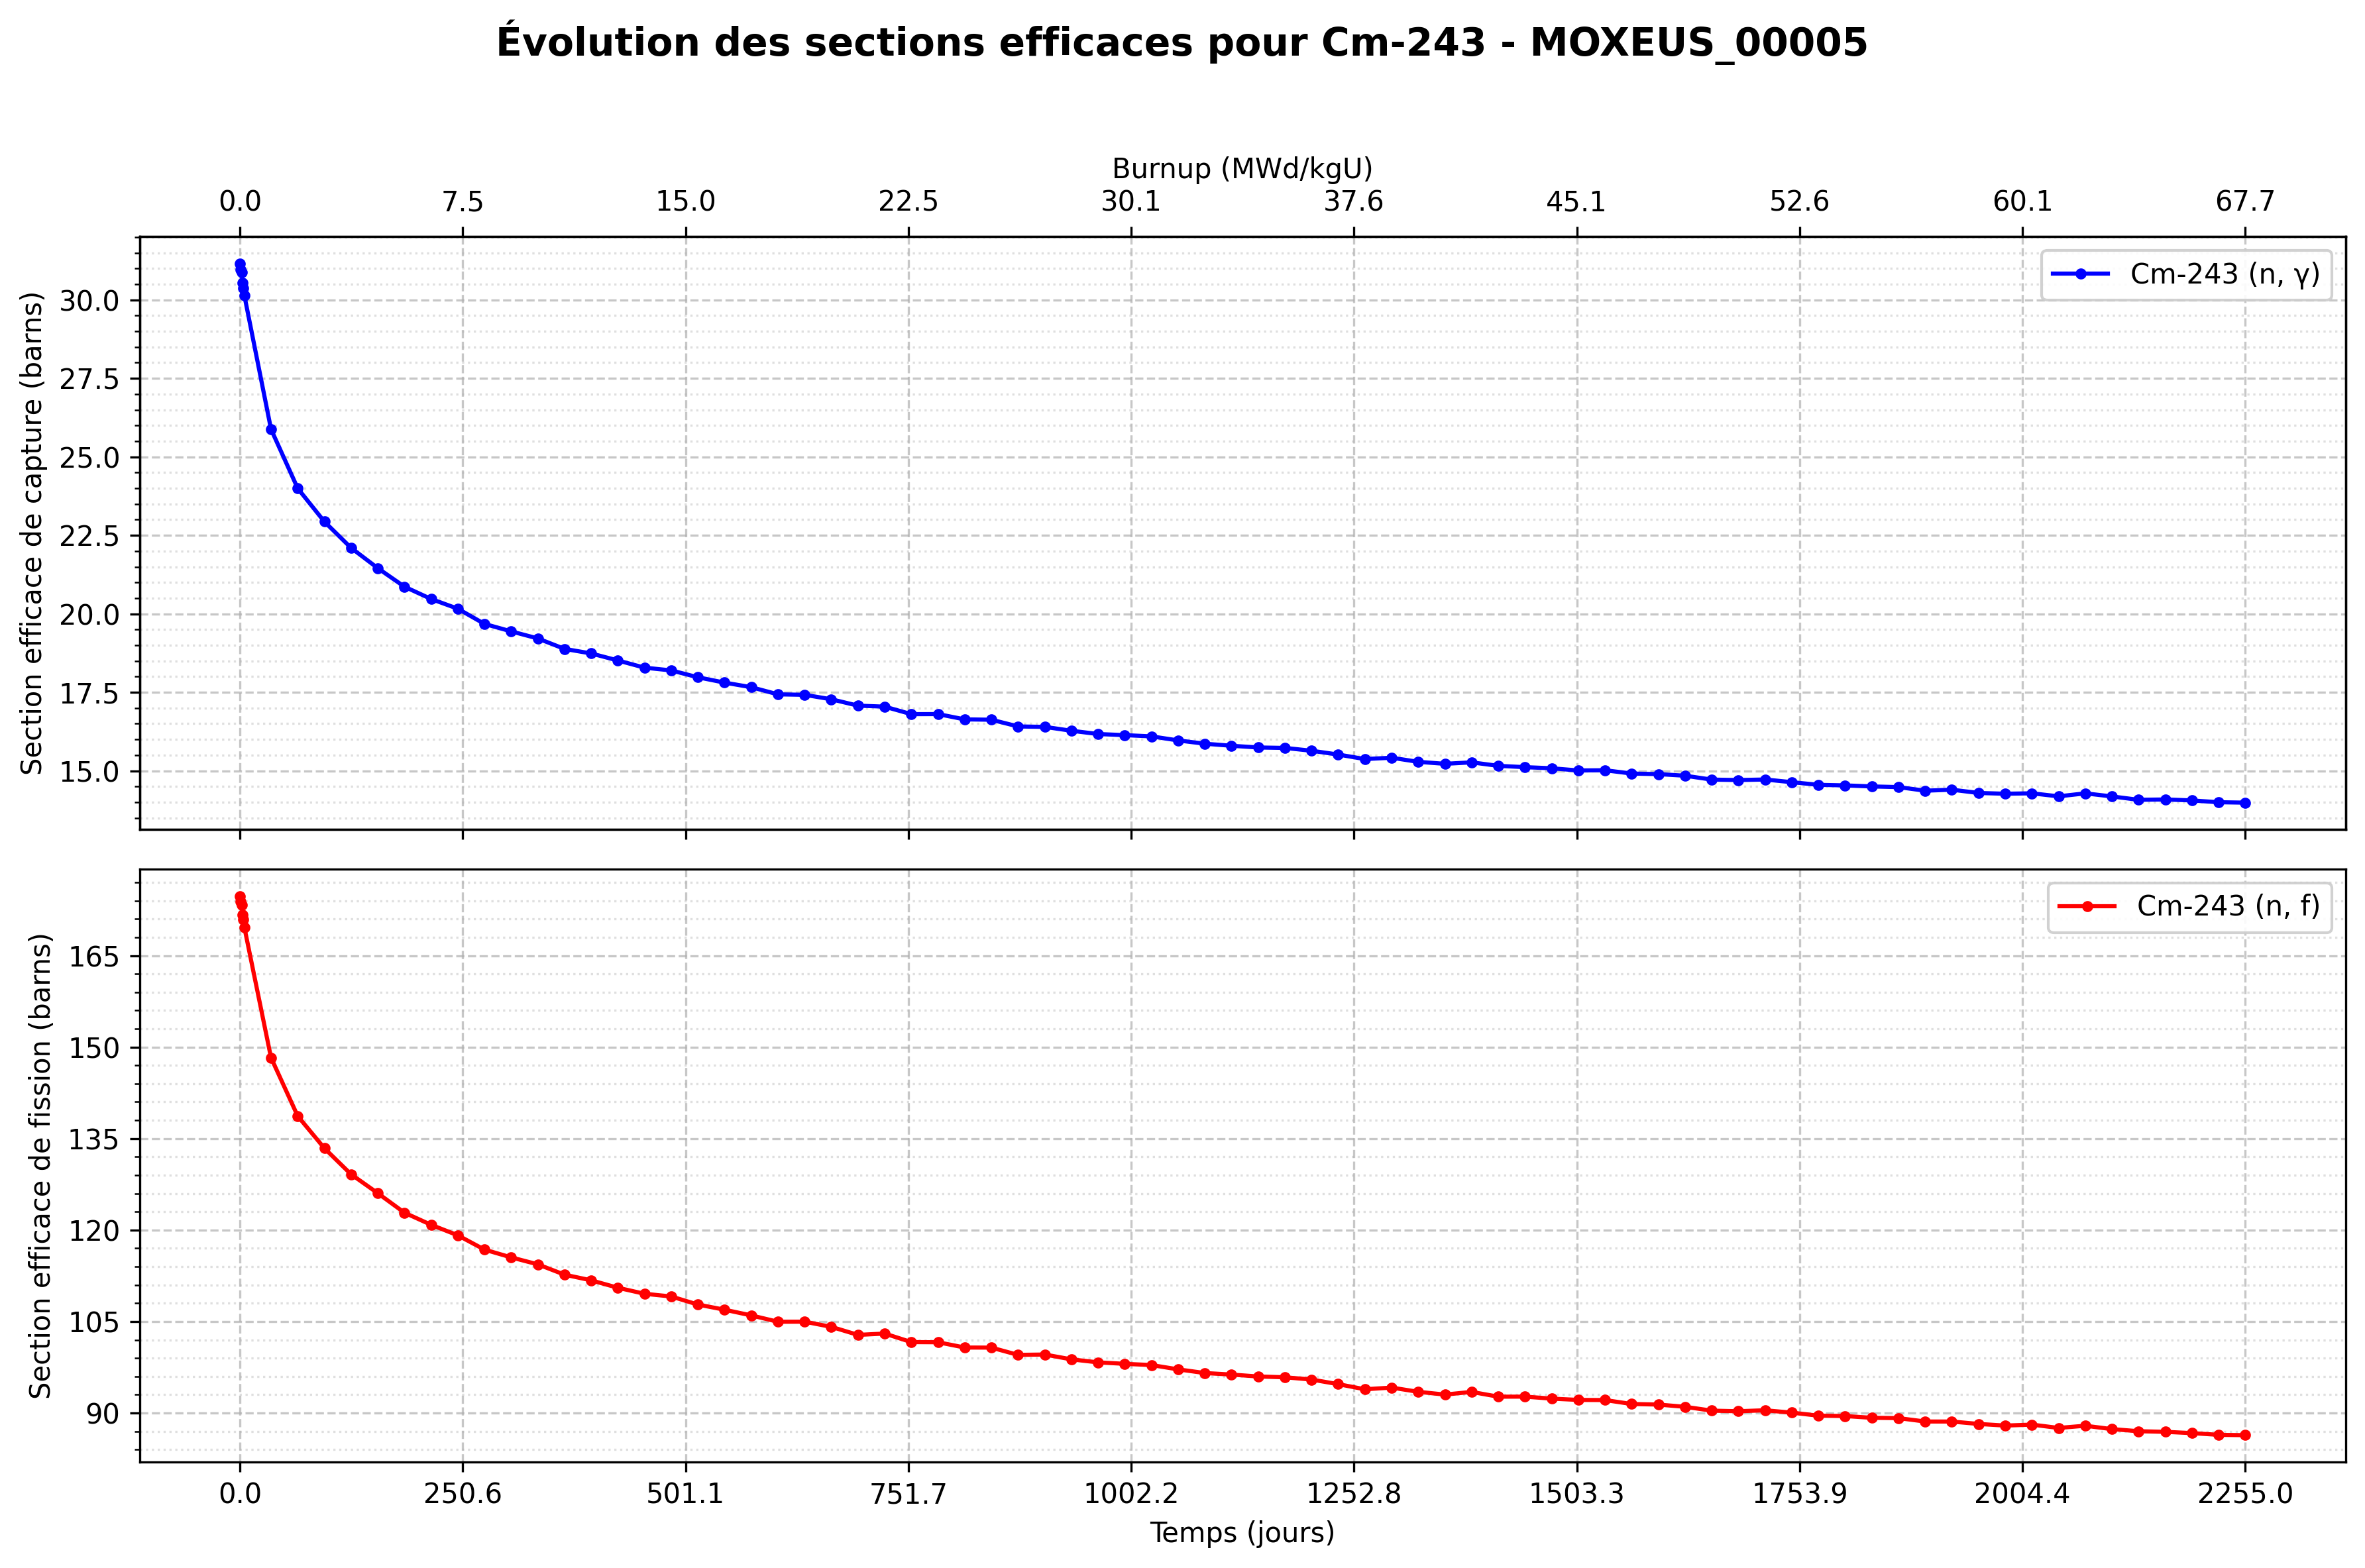 Évolution des sections efficaces pour Cm-243 - MOXEUS_00005
Burnup (MWd/kgU)
0.0 7.5 15.0 22.5 30.1 37.6 45.1 52.6 60.1 67.7
Section efficace de capture (barns)
30.0
27.5
25.0
22.5
20.0
17.5
15.0
Cm-243 (n, γ)
Section efficace de fission (barns)
165
150
135
120
105
90
Cm-243 (n, f)
0.0 250.6 501.1 751.7 1002.2 1252.8 1503.3 1753.9 2004.4 2255.0
Temps (jours)